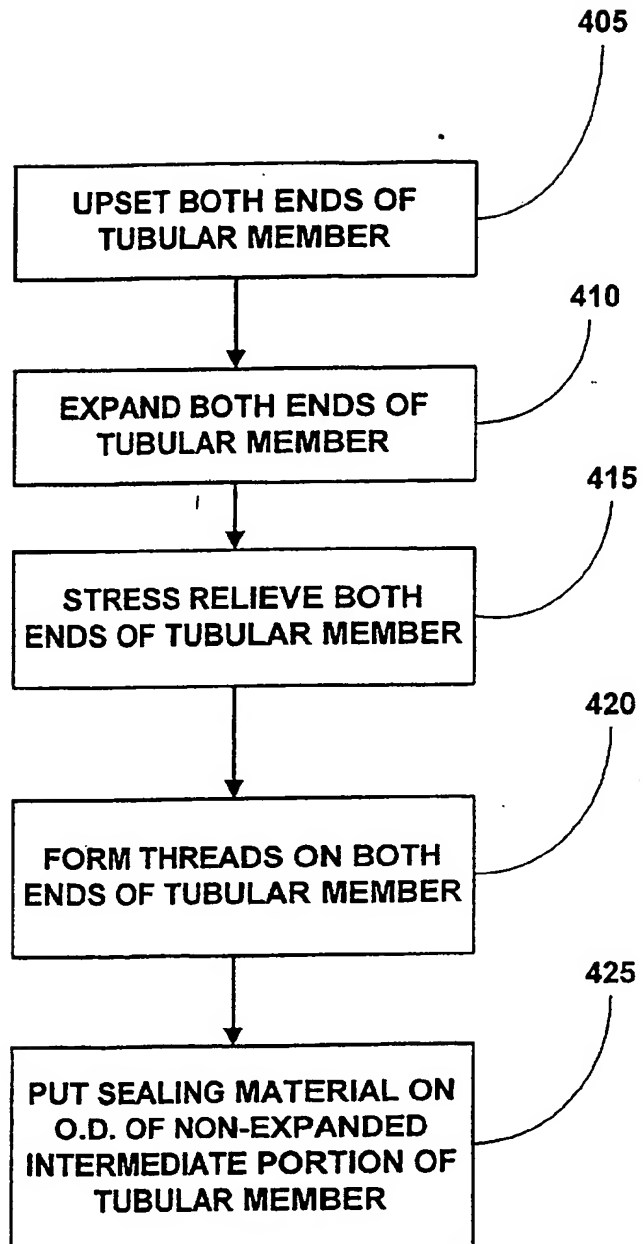 405
UPSET BOTH ENDS OF
TUBULAR MEMBER
410
EXPAND BOTH ENDS OF
TUBULAR MEMBER
415
STRESS RELIEVE BOTH
ENDS OF TUBULAR MEMBER
420
FORM THREADS ON BOTH
ENDS OF TUBULAR MEMBER
425
PUT SEALING MATERIAL ON
O.D. OF NON-EXPANDED
INTERMEDIATE PORTION OF
TUBULAR MEMBER